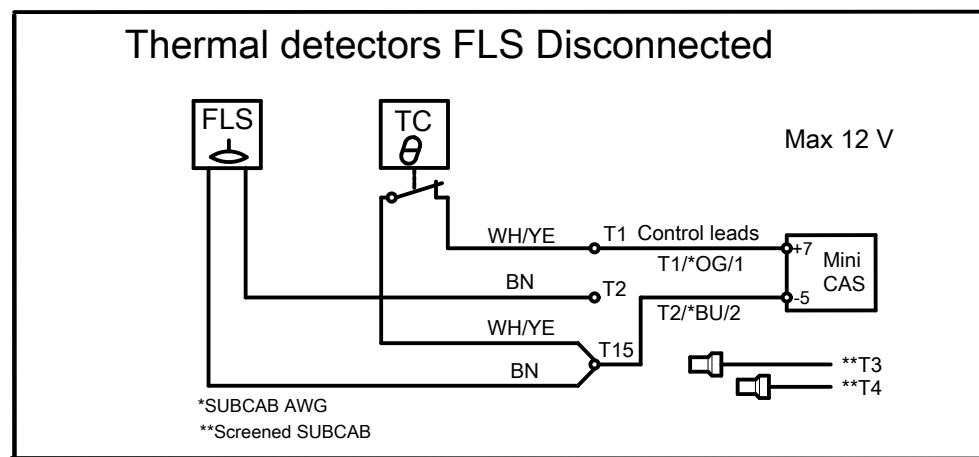 Thermal detectors FLS Disconnected
FLS
TC
θ
Max 12 V
WH/YE
T1
Control leads
+7
Mini
CAS
T1/*OG/1
BN
T2
-5
T2/*BU/2
WH/YE
T15
BN
**T3
**T4
*SUBCAB AWG
**Screened SUBCAB